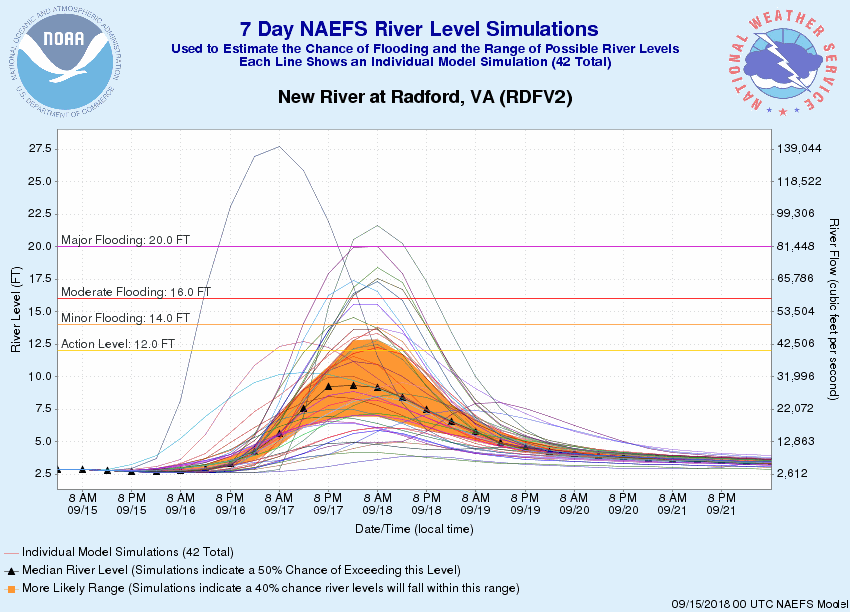 7 Day NAEFS River Level Simulations
Used to Estimate the Chance of Flooding and the Range of Possible River Levels
Each Line Shows an Individual Model Simulation (42 Total)
New River at Radford, VA (RDFV2)
NATIONAL OCEANIC AND ATMOSPHERIC ADMINISTRATION
NOAA
U.S. DEPARTMENT OF COMMERCE
NATIONAL WEATHER SERVICE
River Level (FT)
27.5
25.0
22.5
20.0
17.5
15.0
12.5
10.0
7.5
5.0
2.5
Major Flooding: 20.0 FT
Moderate Flooding: 16.0 FT
Minor Flooding: 14.0 FT
Action Level: 12.0 FT
139,044
118,522
99,306
81,448
65,786
53,504
42,506
31,996
22,072
12,863
2,612
River Flow (cubic feet per second)
8 AM 8 PM 8 AM 8 PM 8 AM 8 PM 8 AM 8 PM 8 AM 8 PM 8 AM 8 PM 8 AM 8 PM
09/15 09/15 09/16 09/16 09/17 09/17 09/18 09/18 09/19 09/19 09/20 09/20 09/21 09/21
Date/Time (local time)
Individual Model Simulations (42 Total)
Median River Level (Simulations indicate a 50% Chance of Exceeding this Level)
More Likely Range (Simulations indicate a 40% chance river levels will fall within this range)
09/15/2018 00 UTC NAEFS Model